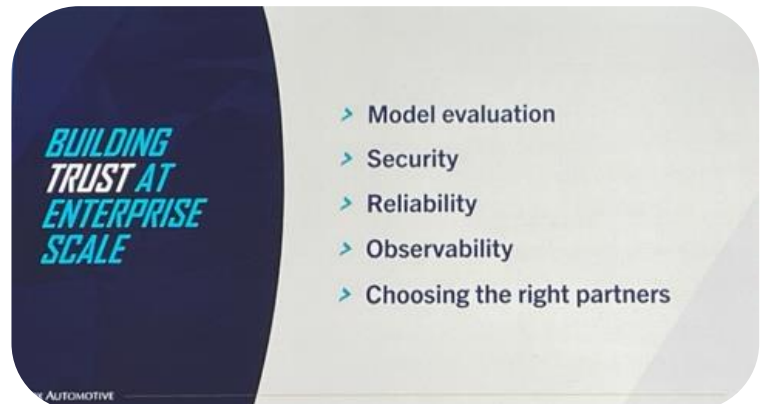 BUILDING
TRUST AT
ENTERPRISE
SCALE
> Model evaluation
> Security
> Reliability
> Observability
> Choosing the right partners
AUTOMOTIVE